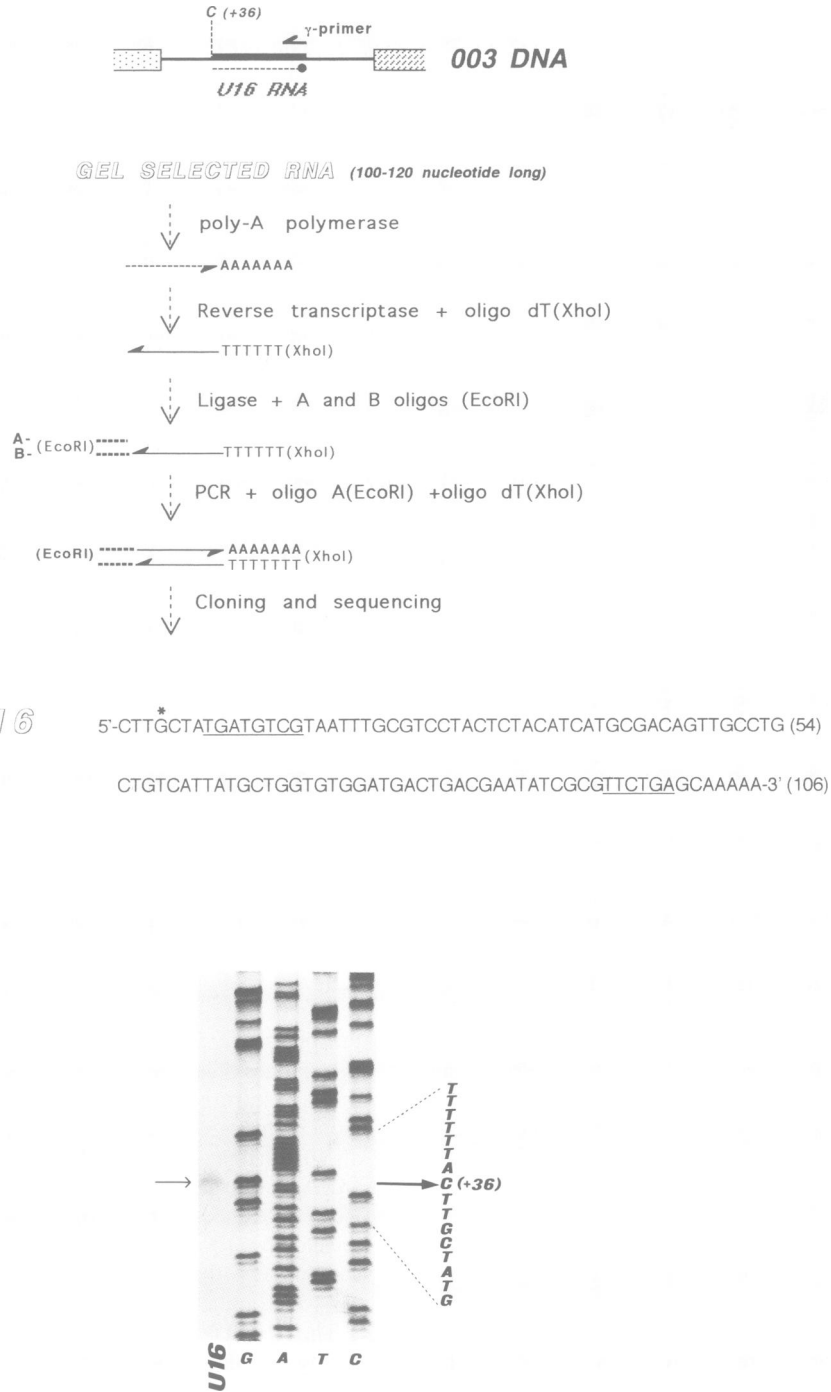 C (+36)
γ-primer
003 DNA
U16 RNA
GEL SELECTED RNA (100-120 nucleotide long)
poly-A polymerase
AAAAAAA
Reverse transcriptase + oligo dT(XhoI)
TTTTTT(XhoI)
Ligase + A and B oligos (EcoRI)
A-
B- (EcoRI) TTTTTT(XhoI)
PCR + oligo A(EcoRI) +oligo dT(XhoI)
(EcoRI) AAAAAAA (XhoI)
TTTTTTT
Cloning and sequencing
*
16 5'-CTTGCTATGATGTCGTAATTTGCGTCCTACTCTACATCATGCGACAGTTGCCTG (54)
CTGTCATTATGCTGGTGTGGATGACTGACGAATATCGCGTTCTGAGCAAAAA-3' (106)
T
T
T
T
T
T
A
C (+36)
T
T
G
C
T
A
T
G
U16 G A T C